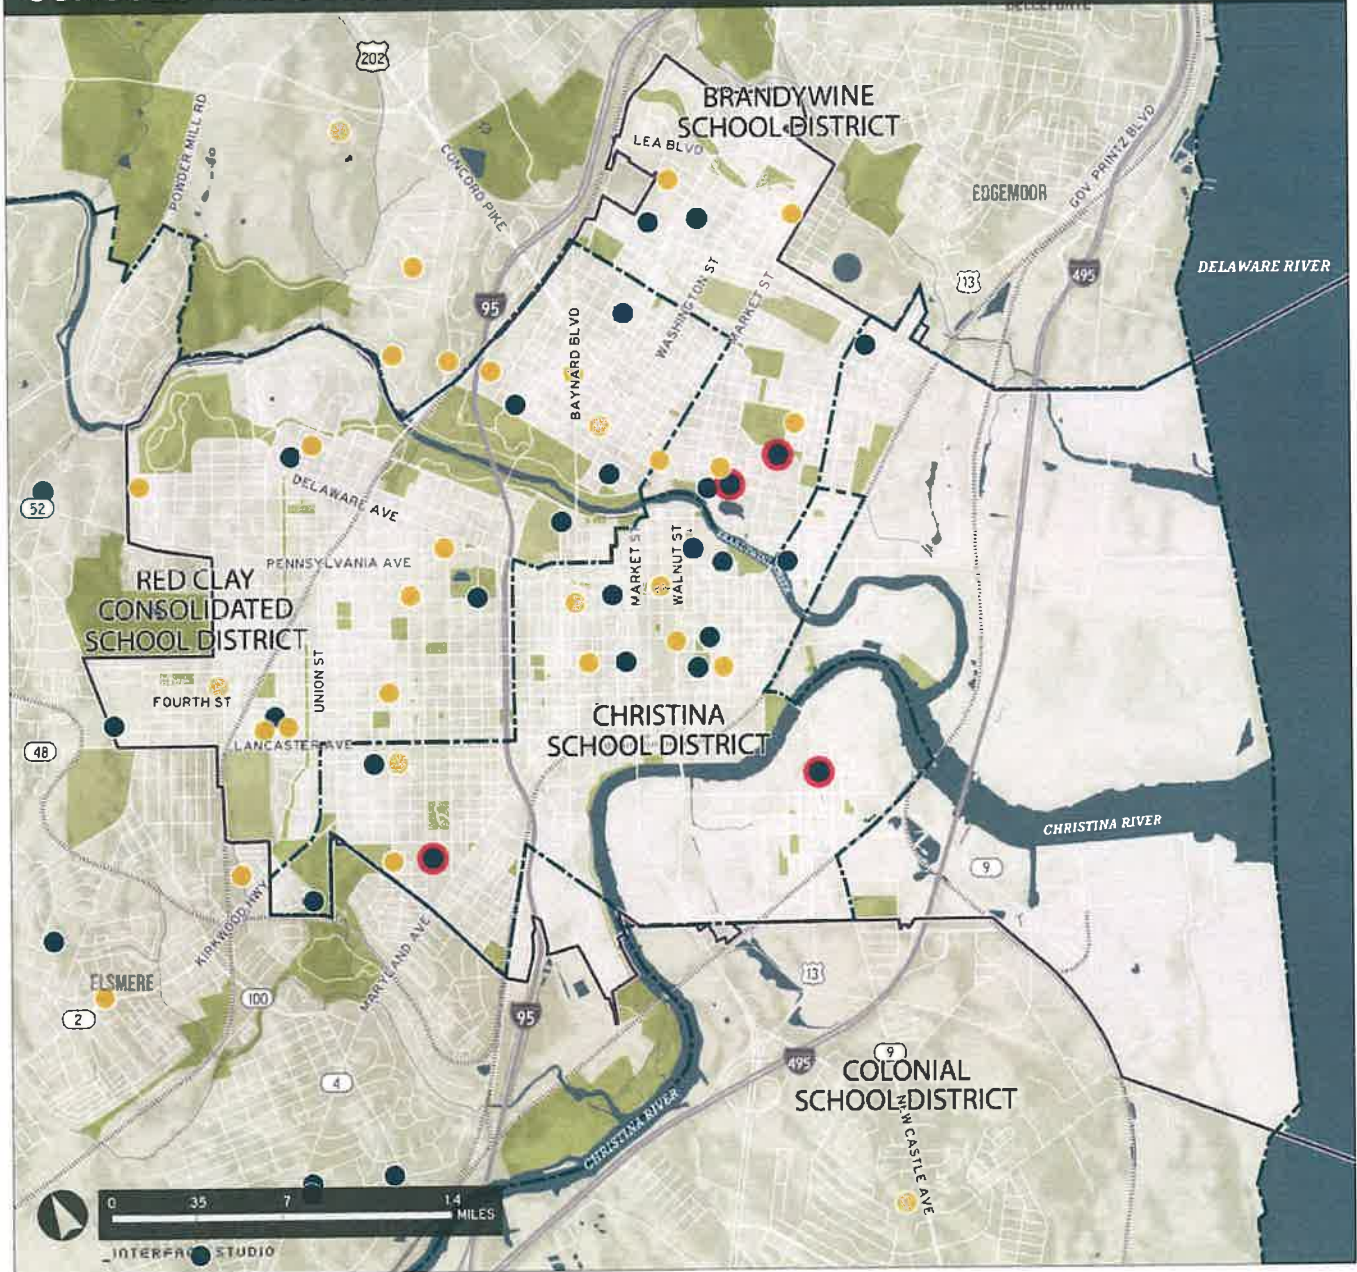 202
POWDER MILL RD
CONCORD PIKE
BRANDYWINE
SCHOOL DISTRICT
LEA BLVD
EDGEMOOR
GOV PRINTZ BLVD
DELAWARE RIVER
13
495
95
BAYNARD BLVD
WASHINGTON ST
MARKET ST
52
DELAWARE AVE
PENNSYLVANIA AVE
MARKET ST
WALNUT ST
RED CLAY
CONSOLIDATED
SCHOOL DISTRICT
UNION ST
FOURTH ST
LANCASTER AVE
48
CHRISTINA
SCHOOL DISTRICT
CHRISTINA RIVER
9
KIRKWOOD HWY
MARYLAND AVE
ELSMERE
2
100
95
13
4
495
9
COLONIAL
SCHOOL DISTRICT
NEW CASTLE AVE
CHRISTINA RIVER
0 35 7 1.4
MILES
STUDIO